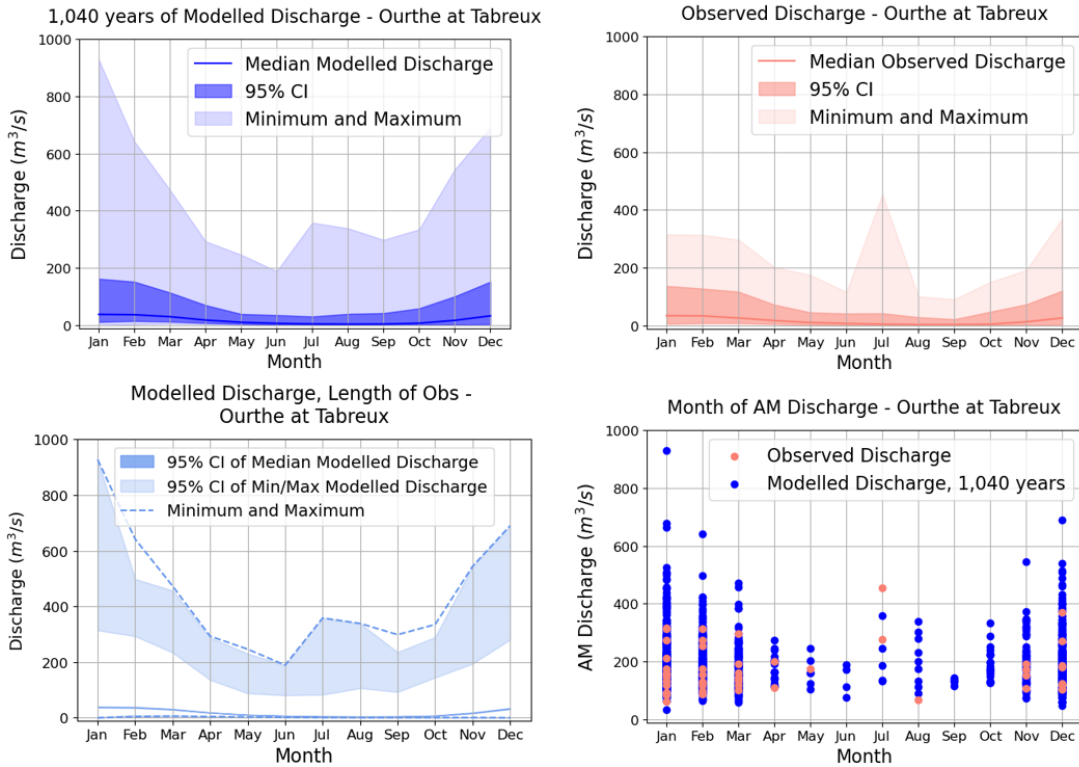 1,040 years of Modelled Discharge - Ourthe at Tabreux
1000
800
600
400
200
0
Discharge (m³/s)
Median Modelled Discharge
95% CI
Minimum and Maximum
Jan Feb Mar Apr May Jun Jul Aug Sep Oct Nov Dec
Month
Observed Discharge - Ourthe at Tabreux
1000
800
600
400
200
0
Discharge (m³/s)
Median Observed Discharge
95% CI
Minimum and Maximum
Jan Feb Mar Apr May Jun Jul Aug Sep Oct Nov Dec
Month
Modelled Discharge, Length of Obs -
Ourthe at Tabreux
1000
800
600
400
200
0
Discharge (m³/s)
95% CI of Median Modelled Discharge
95% CI of Min/Max Modelled Discharge
Minimum and Maximum
Jan Feb Mar Apr May Jun Jul Aug Sep Oct Nov Dec
Month
Month of AM Discharge - Ourthe at Tabreux
1000
800
600
400
200
0
AM Discharge (m³/s)
Observed Discharge
Modelled Discharge, 1,040 years
Jan Feb Mar Apr May Jun Jul Aug Sep Oct Nov Dec
Month